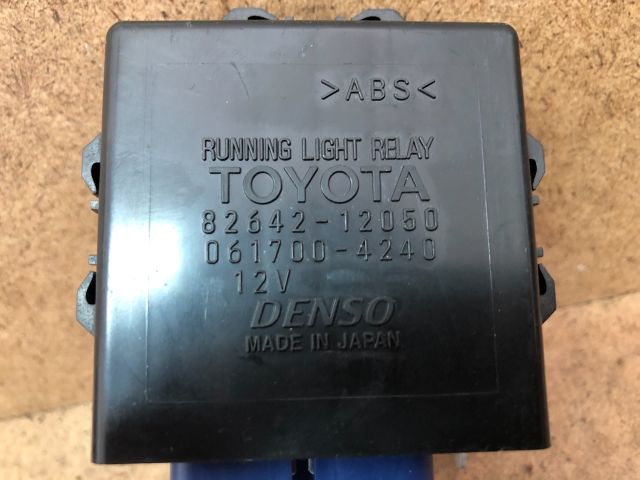 >ABS<
RUNNING LIGHT RELAY
TOYOTA
82642-12050
061700-4240
12V
DENSO
MADE IN JAPAN